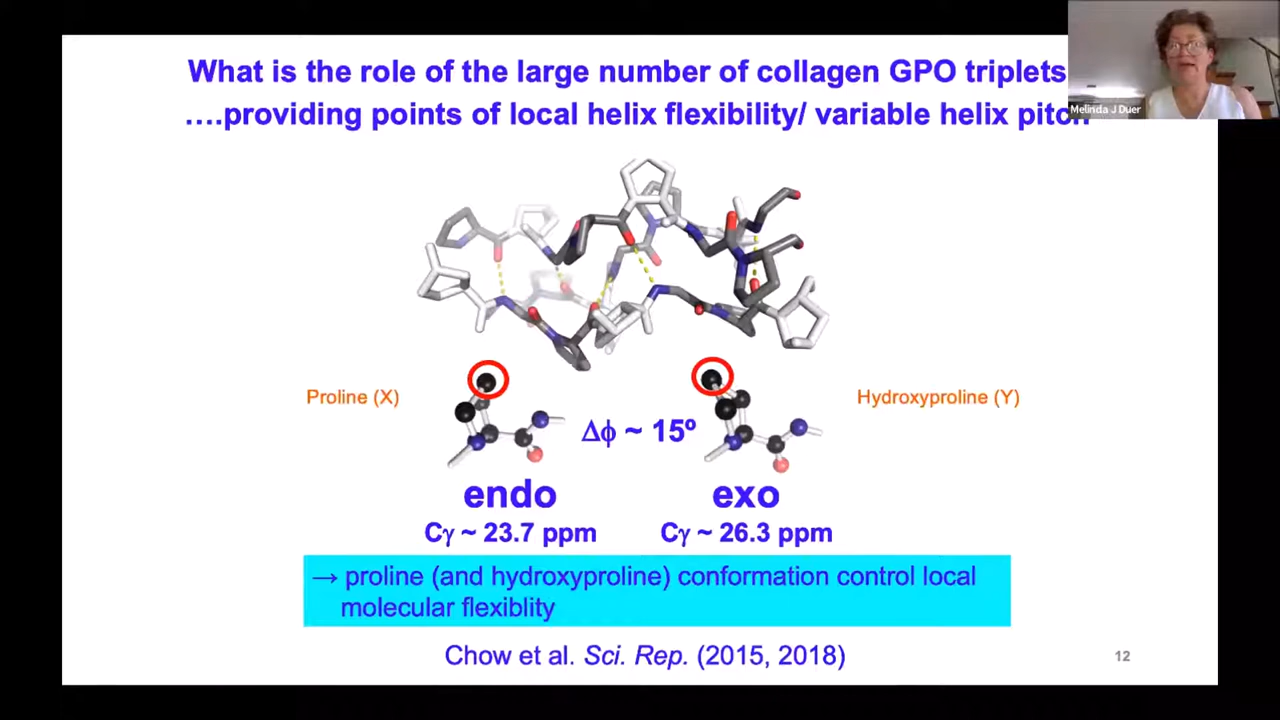 What is the role of the large number of collagen GPO triplets
….providing points of local helix flexibility/ variable helix pitch
Melinda J Duer
Proline (X)
Hydroxyproline (Y)
Δϕ ~ 15º
endo
exo
Cγ ~ 23.7 ppm
Cγ ~ 26.3 ppm
→ proline (and hydroxyproline) conformation control local
molecular flexiblity
Chow et al. Sci. Rep. (2015, 2018)
12